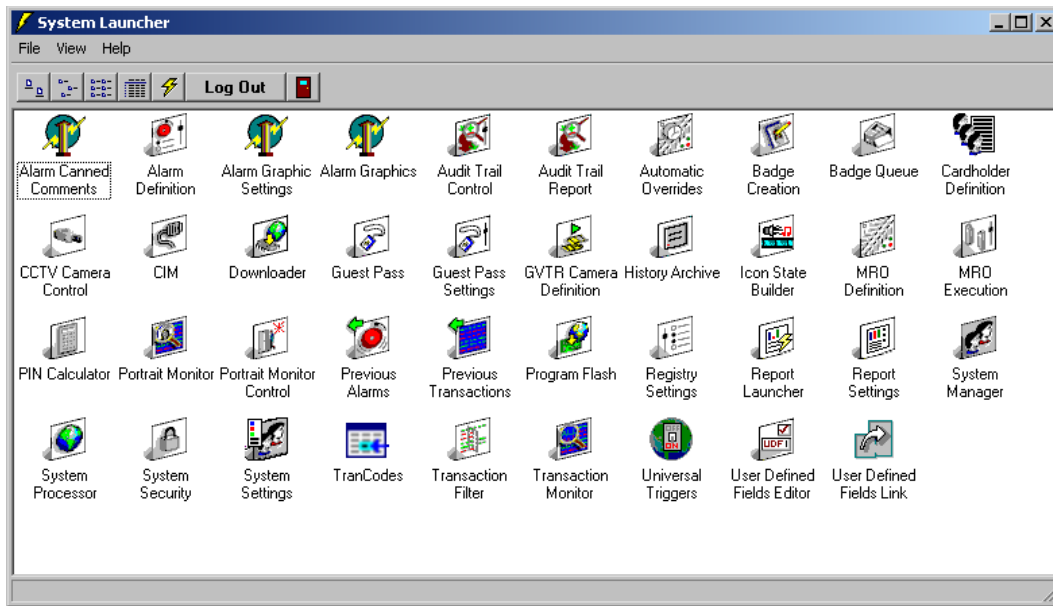 System Launcher
File View Help
Log Out
Alarm Canned Comments
Alarm Definition
Alarm Graphic Settings
Alarm Graphics
Audit Trail Control
Audit Trail Report
Automatic Overrides
Badge Creation
Badge Queue
Cardholder Definition
CCTV Camera Control
CIM
Downloader
Guest Pass
Guest Pass Settings
GVTR Camera Definition
History Archive
Icon State Builder
MRO Definition
MRO Execution
PIN Calculator
Portrait Monitor
Portrait Monitor Control
Previous Alarms
Previous Transactions
Program Flash
Registry Settings
Report Launcher
Report Settings
System Manager
System Processor
System Security
System Settings
TranCodes
Transaction Filter
Transaction Monitor
ON
Universal Triggers
UDF1
User Defined Fields Editor
User Defined Fields Link